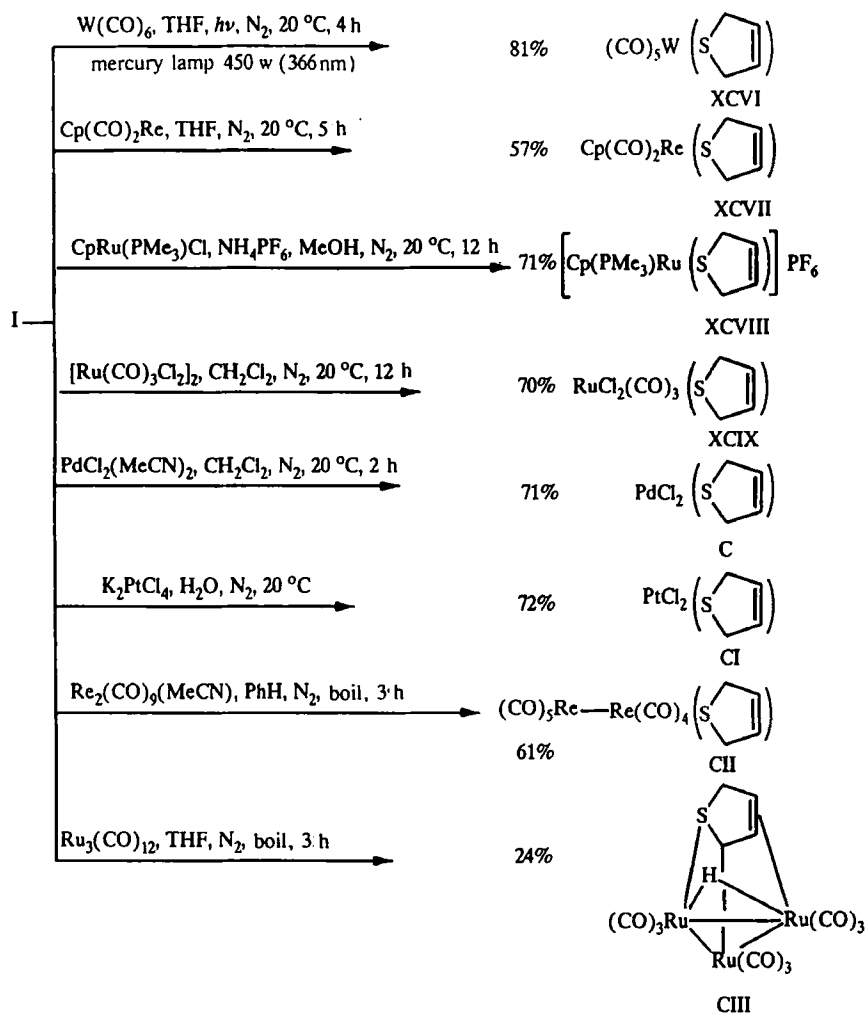 W(CO)6, THF, hν, N2, 20 °C, 4 h
mercury lamp 450 w (366 nm)
81%
(CO)5W(S)
XCVI
Cp(CO)2Re, THF, N2, 20 °C, 5 h
57%
Cp(CO)2Re(S)
XCVII
CpRu(PMe3)Cl, NH4PF6, MeOH, N2, 20 °C, 12 h
71%
[Cp(PMe3)Ru(S)] PF6
XCVIII
I
[Ru(CO)3Cl2]2, CH2Cl2, N2, 20 °C, 12 h
70%
RuCl2(CO)3(S)
XCIX
PdCl2(MeCN)2, CH2Cl2, N2, 20 °C, 2 h
71%
PdCl2(S)
C
K2PtCl4, H2O, N2, 20 °C
72%
PtCl2(S)
CI
Re2(CO)9(MeCN), PhH, N2, boil, 3 h
(CO)5Re—Re(CO)4(S)
61%
CII
Ru3(CO)12, THF, N2, boil, 3 h
24%
S
H
(CO)3Ru
Ru(CO)3
Ru(CO)3
CIII